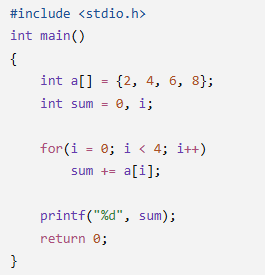 #include <stdio.h>
int main()
{
    int a[] = {2, 4, 6, 8};
    int sum = 0, i;

    for(i = 0; i < 4; i++)
        sum += a[i];

    printf("%d", sum);
    return 0;
}